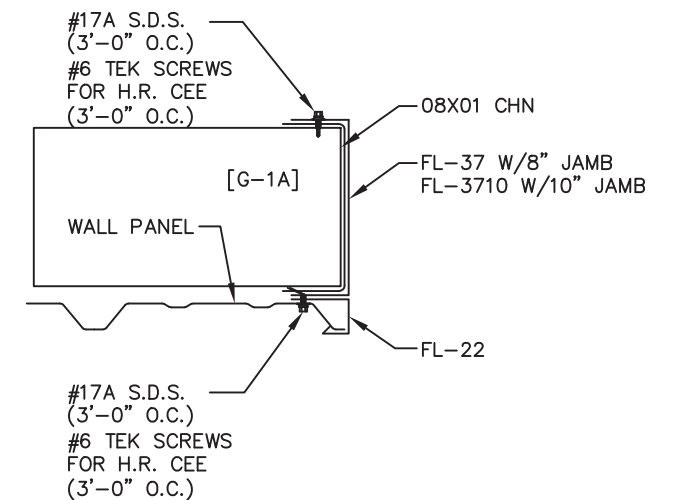 #17A S.D.S.
(3'-0" O.C.)
#6 TEK SCREWS
FOR H.R. CEE
(3'-0" O.C.)
08X01 CHN
FL-37 W/8" JAMB
FL-3710 W/10" JAMB
[G-1A]
WALL PANEL
FL-22
#17A S.D.S.
(3'-0" O.C.)
#6 TEK SCREWS
FOR H.R. CEE
(3'-0" O.C.)